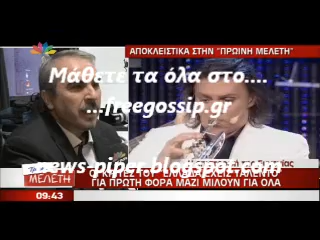 ΑΠΟΚΛΕΙΣΤΙΚΑ ΣΤΗΝ "ΠΡΩΙΝΗ ΜΕΛΕΤΗ"
Μάθετε τα όλα στο....
...freegossip.gr
news-piper.blogspot.com
ΜΕΛΕΤΗ
ΓΙΑ ΠΡΩΤΗ ΦΟΡΑ ΜΑΖΙ ΜΙΛΟΥΝ ΓΙΑ ΟΛΑ
09:43